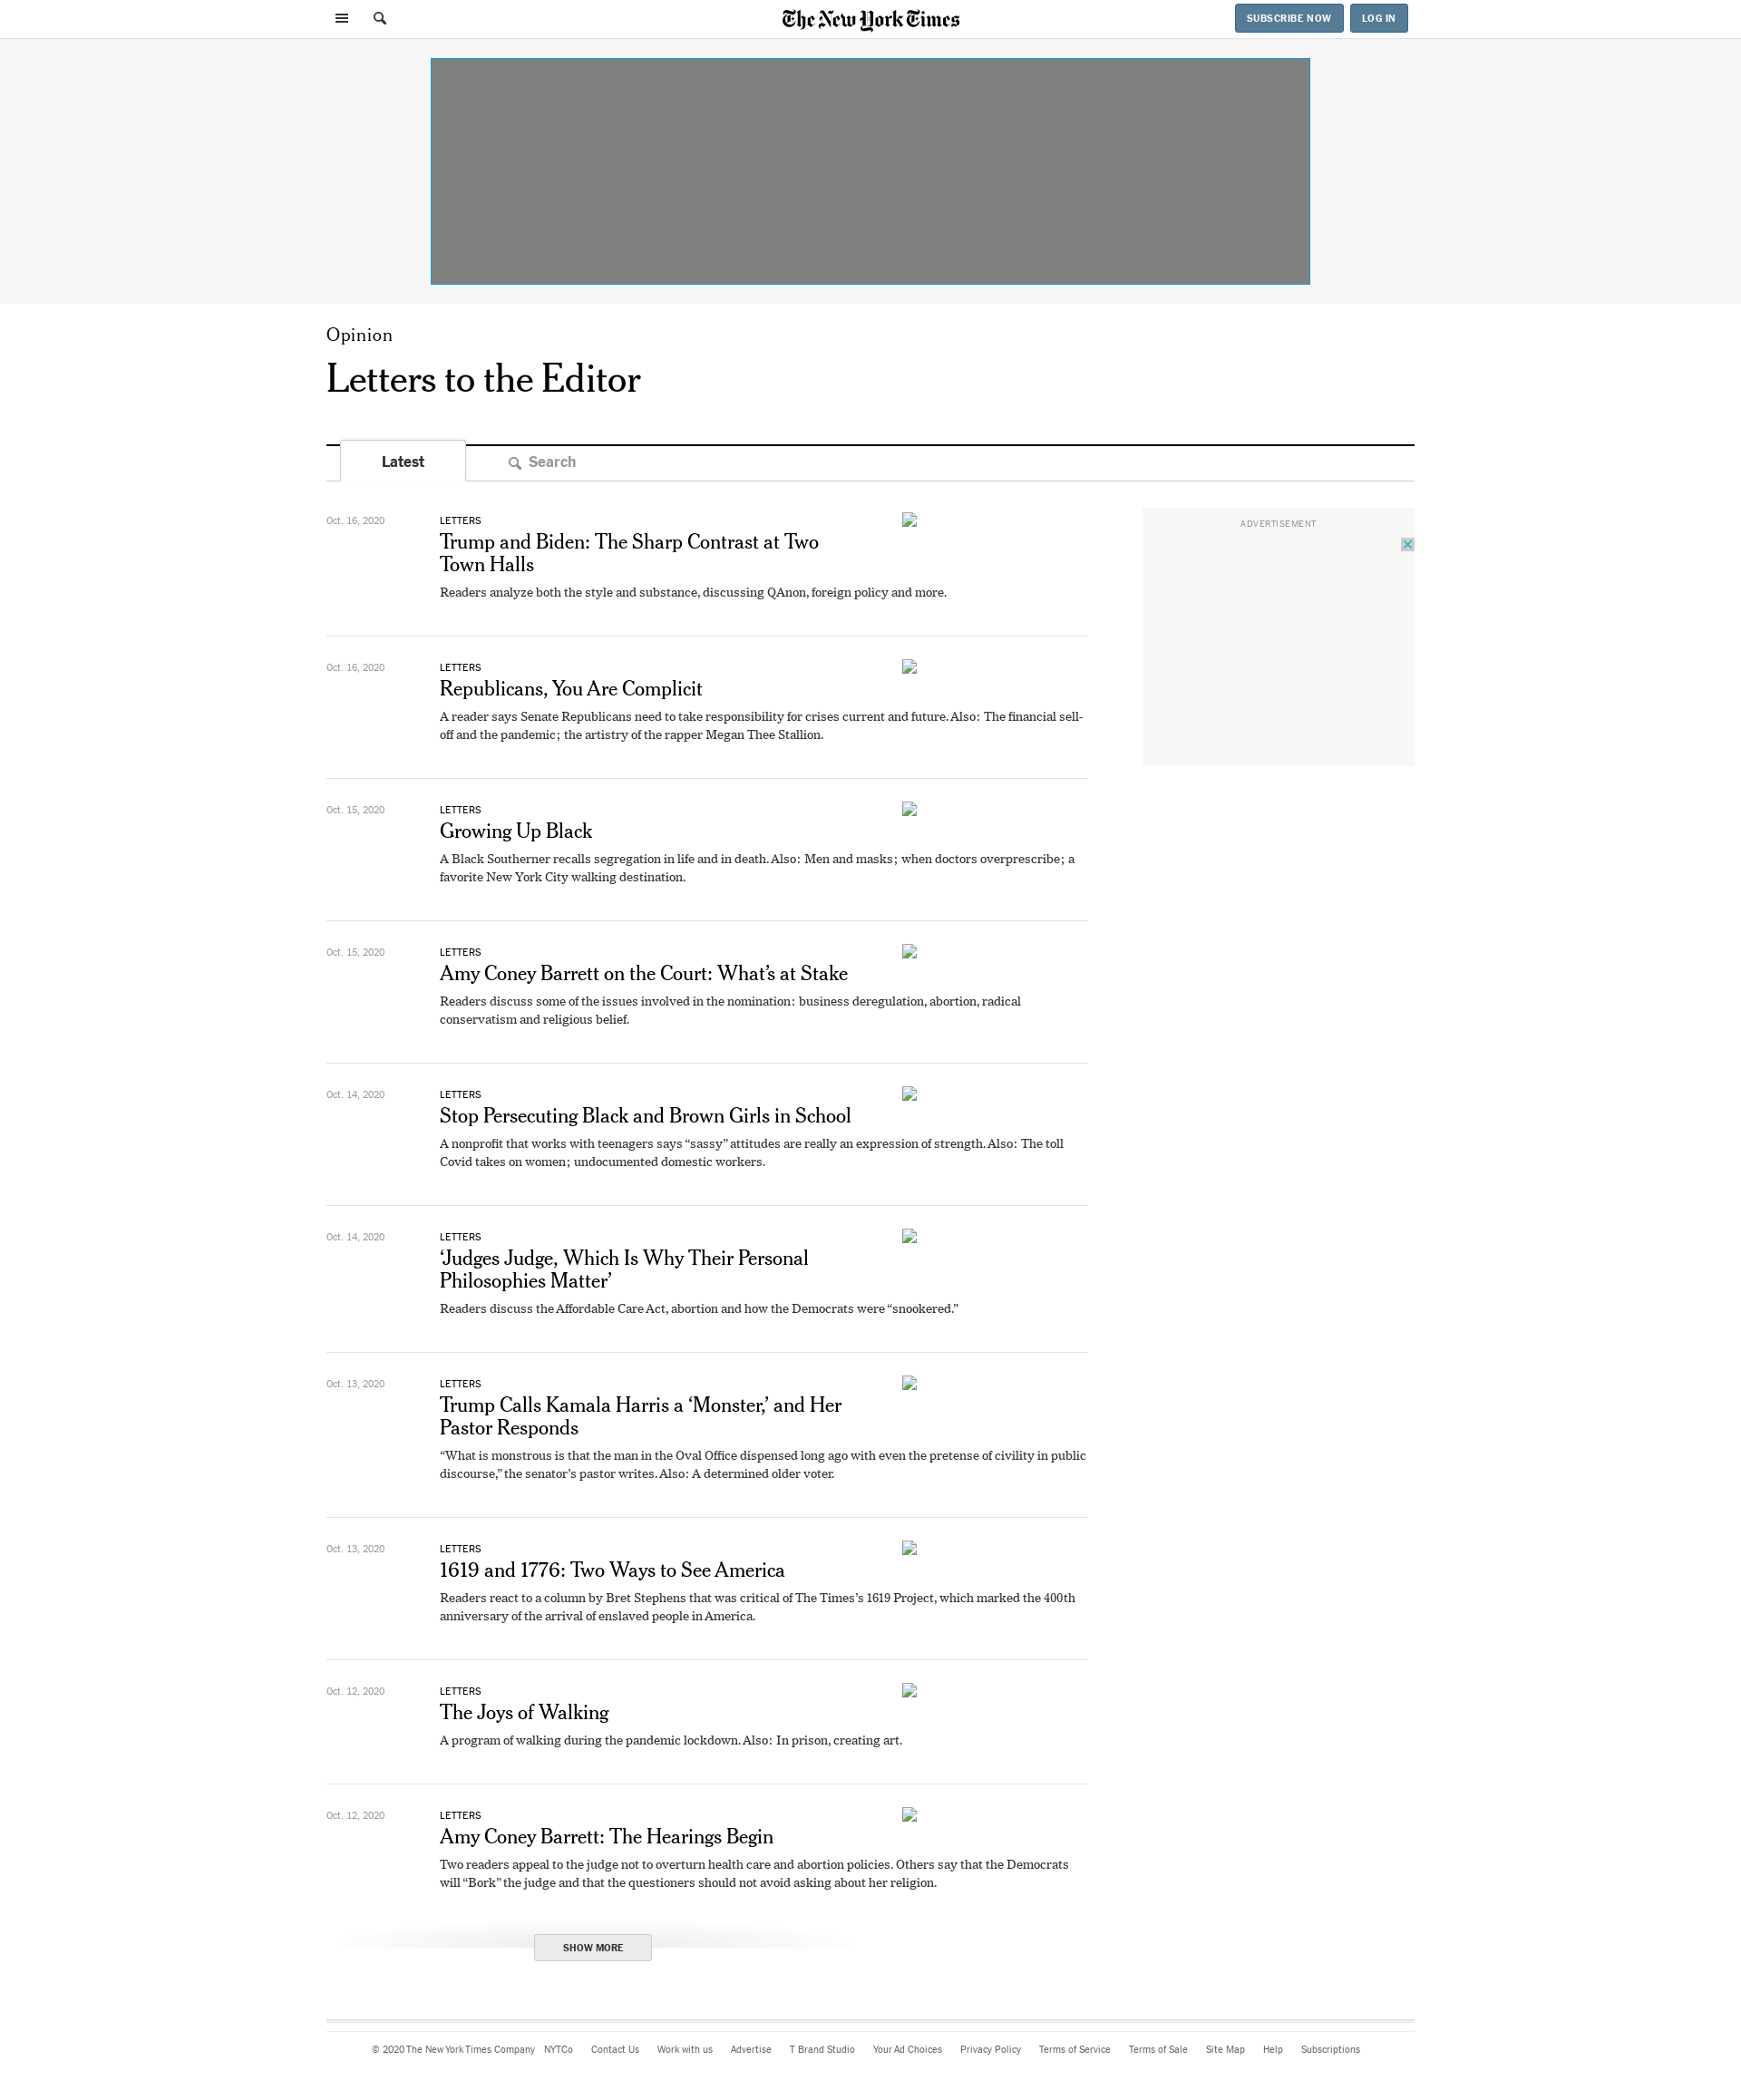 The New York Times
SUBSCRIBE NOW
LOG IN
Opinion
Letters to the Editor
Latest
Search
Oct. 16, 2020
LETTERS
Trump and Biden: The Sharp Contrast at Two
Town Halls
Readers analyze both the style and substance, discussing QAnon, foreign policy and more.
ADVERTISEMENT
Oct. 16, 2020
LETTERS
Republicans, You Are Complicit
A reader says Senate Republicans need to take responsibility for crises current and future. Also: The financial sell-
off and the pandemic; the artistry of the rapper Megan Thee Stallion.
Oct. 15, 2020
LETTERS
Growing Up Black
A Black Southerner recalls segregation in life and in death. Also: Men and masks; when doctors overprescribe; a
favorite New York City walking destination.
Oct. 15, 2020
LETTERS
Amy Coney Barrett on the Court: What’s at Stake
Readers discuss some of the issues involved in the nomination: business deregulation, abortion, radical
conservatism and religious belief.
Oct. 14, 2020
LETTERS
Stop Persecuting Black and Brown Girls in School
A nonprofit that works with teenagers says “sassy” attitudes are really an expression of strength. Also: The toll
Covid takes on women; undocumented domestic workers.
Oct. 14, 2020
LETTERS
‘Judges Judge, Which Is Why Their Personal
Philosophies Matter’
Readers discuss the Affordable Care Act, abortion and how the Democrats were “snookered.”
Oct. 13, 2020
LETTERS
Trump Calls Kamala Harris a ‘Monster,’ and Her
Pastor Responds
“What is monstrous is that the man in the Oval Office dispensed long ago with even the pretense of civility in public
discourse,” the senator’s pastor writes. Also: A determined older voter.
Oct. 13, 2020
LETTERS
1619 and 1776: Two Ways to See America
Readers react to a column by Bret Stephens that was critical of The Times’s 1619 Project, which marked the 400th
anniversary of the arrival of enslaved people in America.
Oct. 12, 2020
LETTERS
The Joys of Walking
A program of walking during the pandemic lockdown. Also: In prison, creating art.
Oct. 12, 2020
LETTERS
Amy Coney Barrett: The Hearings Begin
Two readers appeal to the judge not to overturn health care and abortion policies. Others say that the Democrats
will “Bork” the judge and that the questioners should not avoid asking about her religion.
SHOW MORE
© 2020 The New York Times Company NYTCo Contact Us Work with us Advertise T Brand Studio Your Ad Choices Privacy Policy Terms of Service Terms of Sale Site Map Help Subscriptions